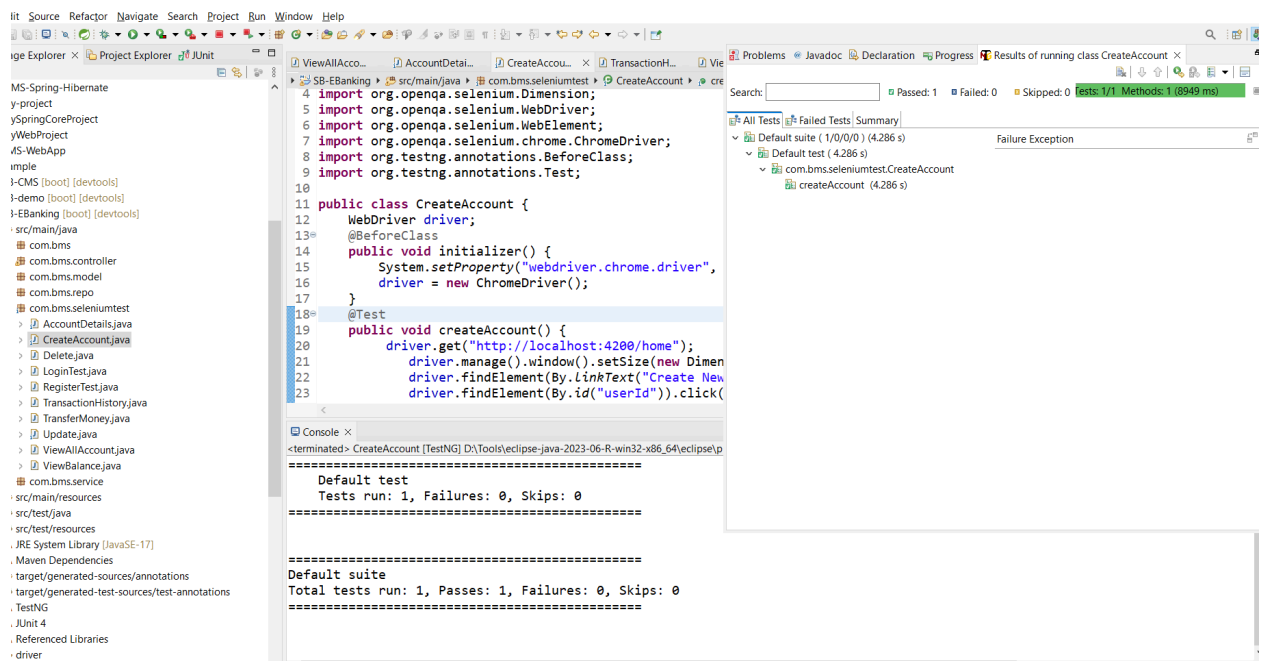 dit Source Refactor Navigate Search Project Run Window Help
age Explorer × Project Explorer JUnit
MS-Spring-Hibernate
y-project
ySpringCoreProject
yWebProject
MS-WebApp
ample
B-CMS [boot] [devtools]
B-demo [boot] [devtools]
B-EBanking [boot] [devtools]
src/main/java
com.bms
com.bms.controller
com.bms.model
com.bms.repo
com.bms.seleniumtest
AccountDetails.java
CreateAccount.java
Delete.java
LoginTest.java
RegisterTest.java
TransactionHistory.java
TransferMoney.java
Update.java
ViewAllAccount.java
ViewBalance.java
com.bms.service
src/main/resources
src/test/java
src/test/resources
JRE System Library [JavaSE-17]
Maven Dependencies
target/generated-sources/annotations
target/generated-test-sources/test-annotations
TestNG
JUnit 4
Referenced Libraries
driver
ViewAllAcco... AccountDetai... CreateAccou... × TransactionH... Vie
SB-EBanking src/main/java com.bms.seleniumtest CreateAccount cre
4 import org.openqa.selenium.Dimension;
5 import org.openqa.selenium.WebDriver;
6 import org.openqa.selenium.WebElement;
7 import org.openqa.selenium.chrome.ChromeDriver;
8 import org.testng.annotations.BeforeClass;
9 import org.testng.annotations.Test;
10
11 public class CreateAccount {
12 WebDriver driver;
13 @BeforeClass
14 public void initializer() {
15 System.setProperty("webdriver.chrome.driver",
16 driver = new ChromeDriver();
17 }
18 @Test
19 public void createAccount() {
20 driver.get("http://localhost:4200/home");
21 driver.manage().window().setSize(new Dimen
22 driver.findElement(By.linkText("Create New
23 driver.findElement(By.id("userId")).click(
Console ×
<terminated> CreateAccount [TestNG] D:\Tools\eclipse-java-2023-06-R-win32-x86_64\eclipse\p
===============================================
Default test
Tests run: 1, Failures: 0, Skips: 0
===============================================
===============================================
Default suite
Total tests run: 1, Passes: 1, Failures: 0, Skips: 0
===============================================
Problems @ Javadoc Declaration Progress Results of running class CreateAccount ×
Search: Passed: 1 Failed: 0 Skipped: 0 Tests: 1/1 Methods: 1 (8949 ms)
All Tests Failed Tests Summary
Default suite ( 1/0/0/0 ) (4.286 s) Failure Exception
Default test ( 4.286 s)
com.bms.seleniumtest.CreateAccount
createAccount (4.286 s)